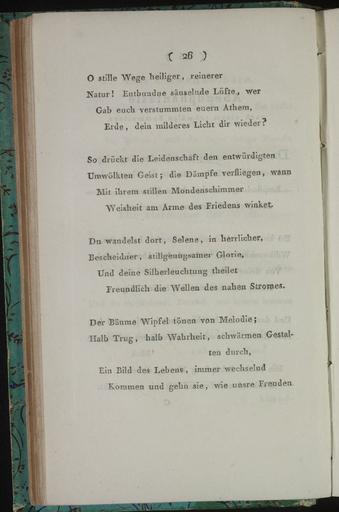 ( 26 )
O stille Wege heiliger, reinerer
Natur! Entbundne säuselnde Lüfte, wer
Gab euch verstummten euern Athem,
Erde, dein milderes Licht dir wieder?
So drückt die Leidenschaft den entwürdigten
Umwölkten Geist; die Dämpfe verfliegen, wann
Mit ihrem stillen Mondenschimmer
Weisheit am Arme des Friedens winket.
Du wandelst dort, Selene, in herrlicher,
Bescheidner, stillgenugsamer Glorie,
Und deine Silberleuchtung theilet
Freundlich die Wellen des nahen Stromes.
Der Bäume Wipfel tönen von Melodie;
Halb Trug, halb Wahrheit, schwärmen Gestal-
ten durch,
Ein Bild des Lebens, immer wechselnd
Kommen und gehn sie, wie unsre Freuden